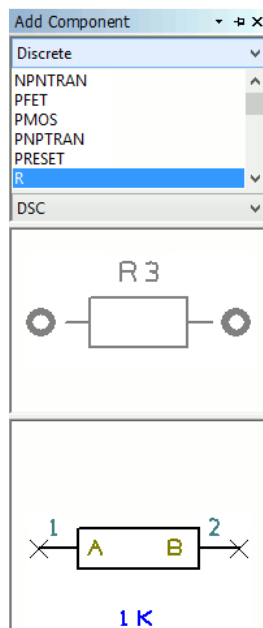 Add Component
Discrete
NPNTRAN
PFET
PMOS
PNPTRAN
PRESET
R
DSC
R3
1 2
A B
1K